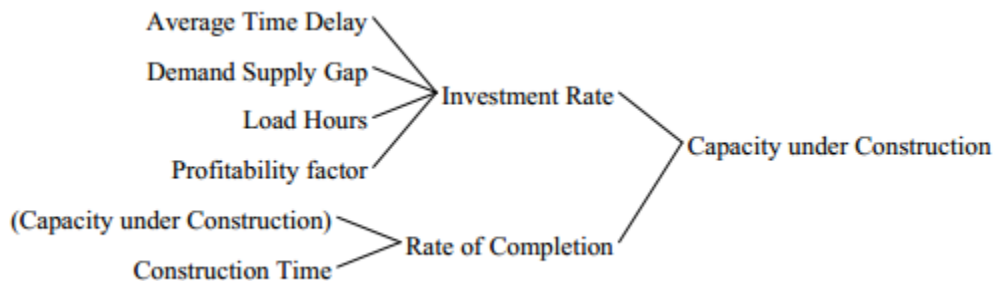 Average Time Delay
Demand Supply Gap
Investment Rate
Load Hours
Capacity under Construction
Profitability factor
(Capacity under Construction)
Rate of Completion
Construction Time